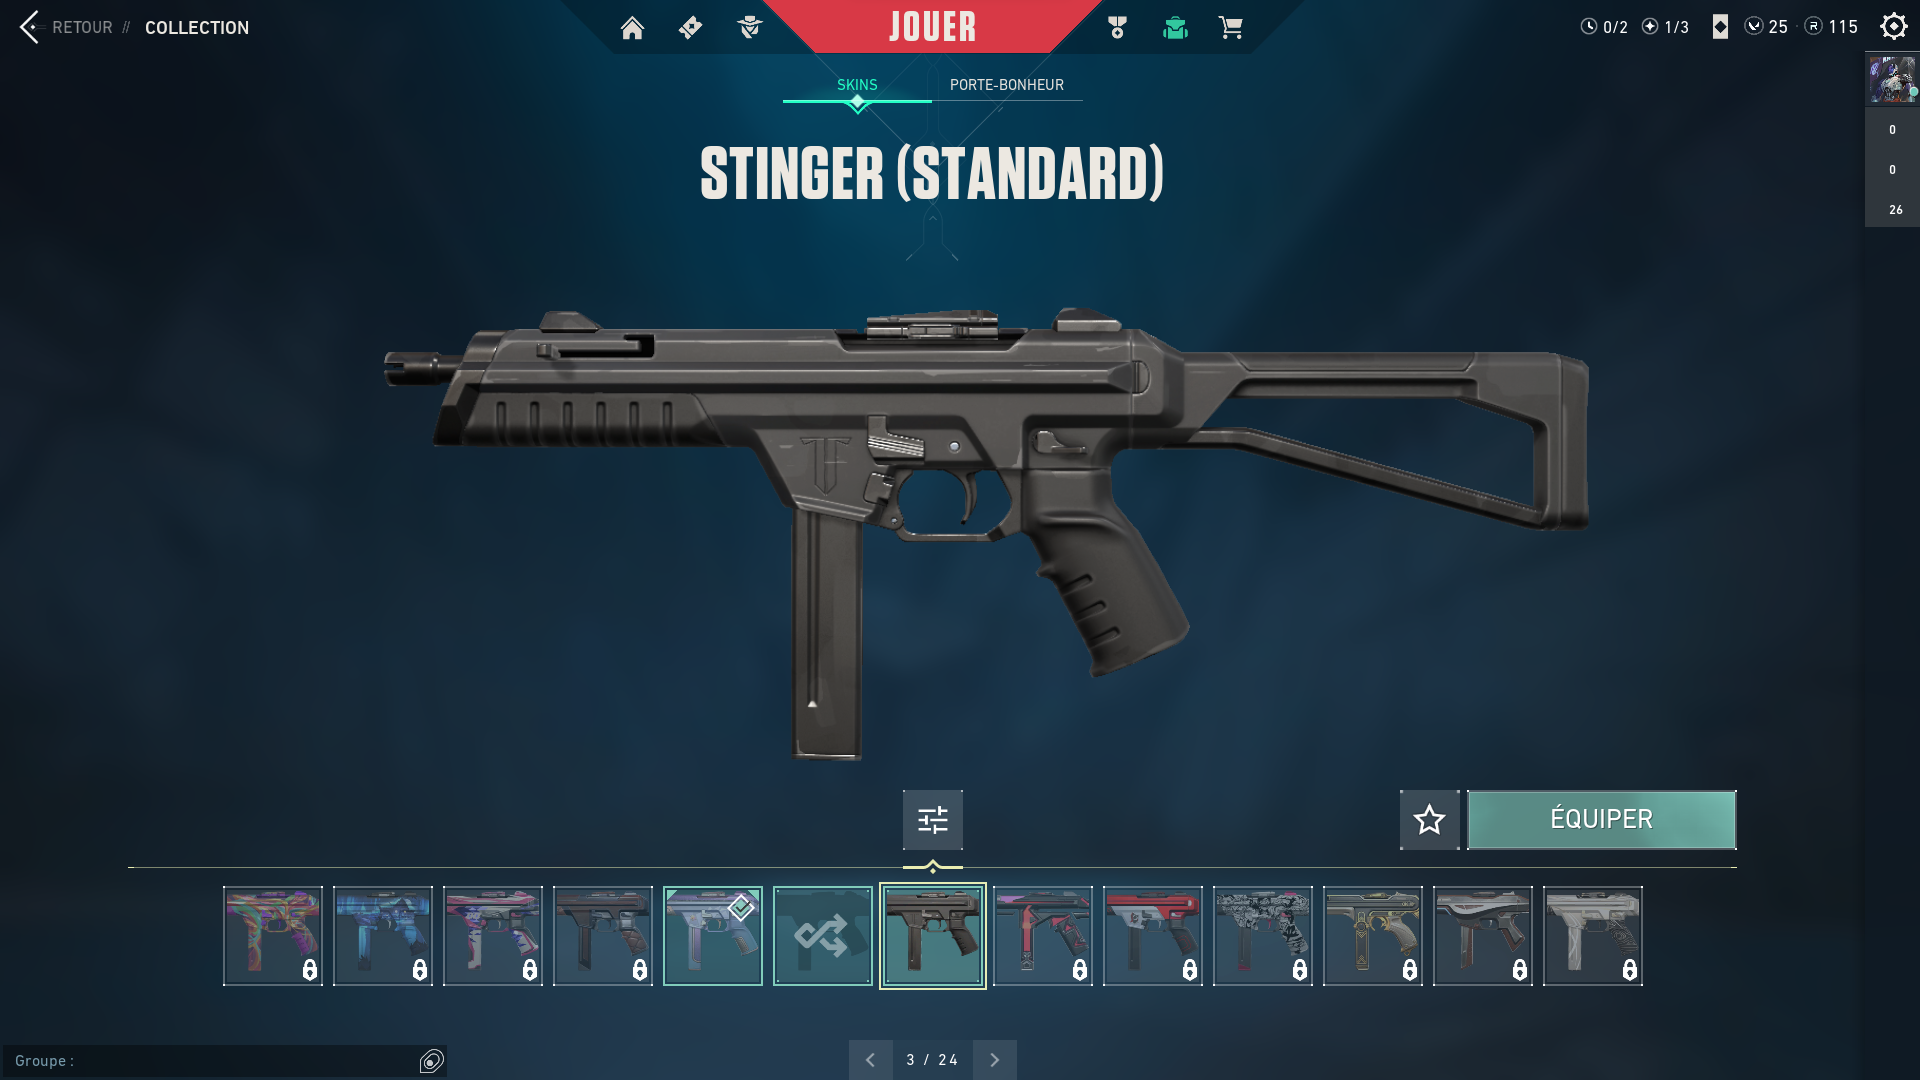 RETOUR // COLLECTION
JOUER
0/2
1/3
25
115
SKINS
PORTE-BONHEUR
STINGER (STANDARD)
0
0
26
ÉQUIPER
Groupe :
3 / 24